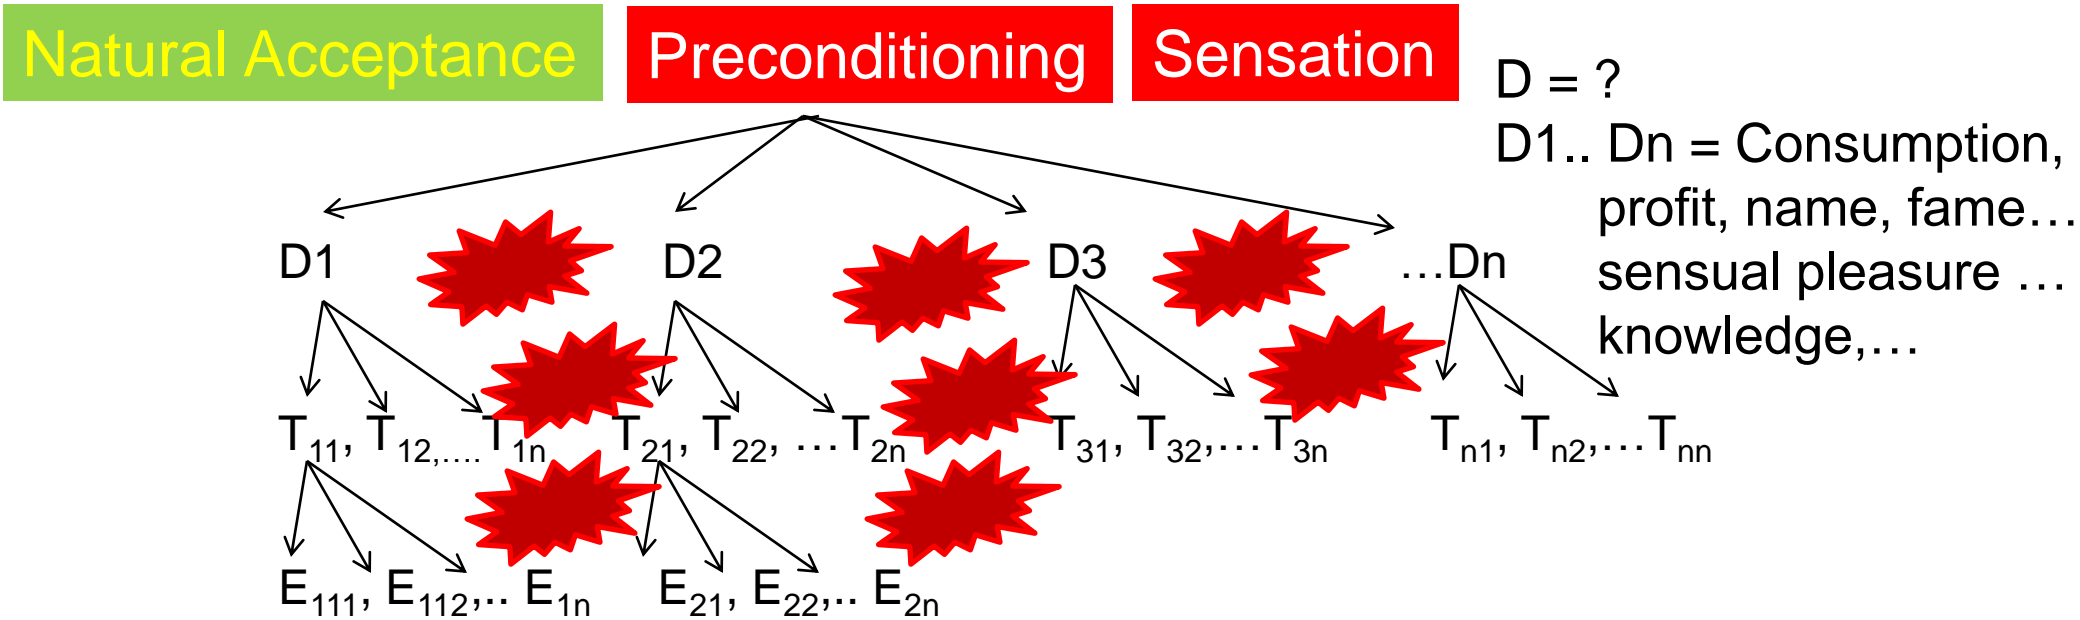 Natural Acceptance Preconditioning Sensation
D = ?
D1.. Dn = Consumption,
profit, name, fame…
sensual pleasure …
knowledge,…
D1 D2 D3 …Dn
T11, T12,…. T1n T21, T22, …T2n T31, T32,…T3n Tn1, Tn2,…Tnn
E111, E112,.. E1n E21, E22,.. E2n